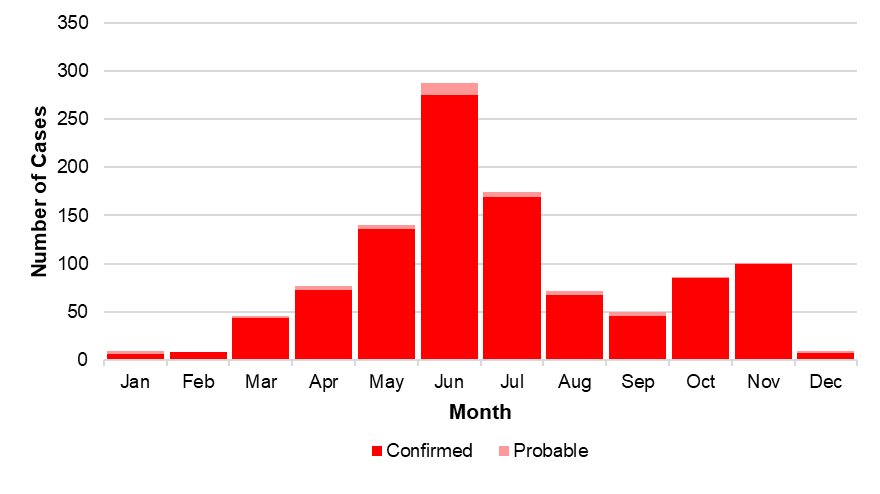 350
300
250
200
150
100
50
0
Number of Cases
Jan Feb Mar Apr May Jun Jul Aug Sep Oct Nov Dec
Month
Confirmed Probable